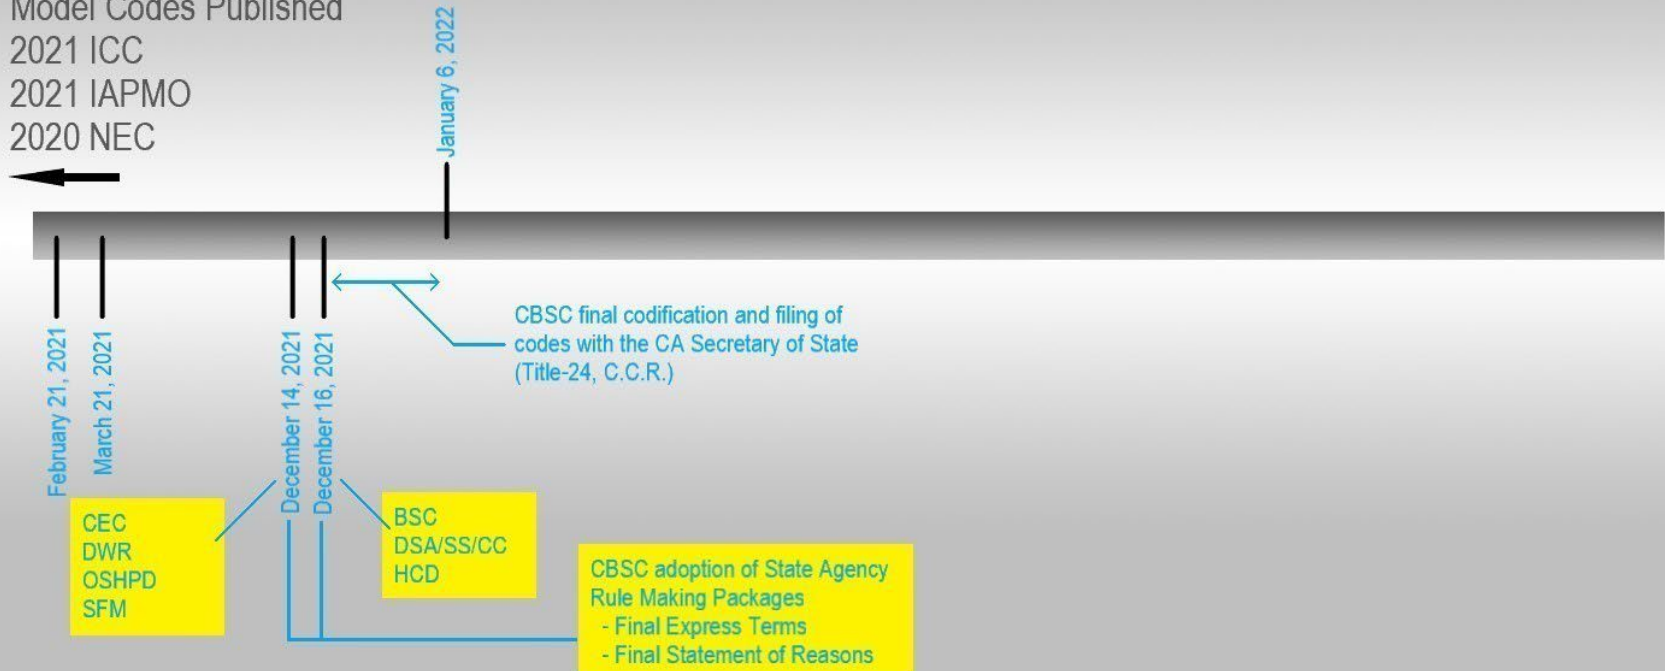 Model Codes Published
2021 ICC
2021 IAPMO
2020 NEC
January 6, 2022
February 21, 2021
March 21, 2021
December 14, 2021
December 16, 2021
CBSC final codification and filing of
codes with the CA Secretary of State
(Title-24, C.C.R.)
CEC
DWR
OSHPD
SFM
BSC
DSA/SS/CC
HCD
CBSC adoption of State Agency
Rule Making Packages
- Final Express Terms
- Final Statement of Reasons